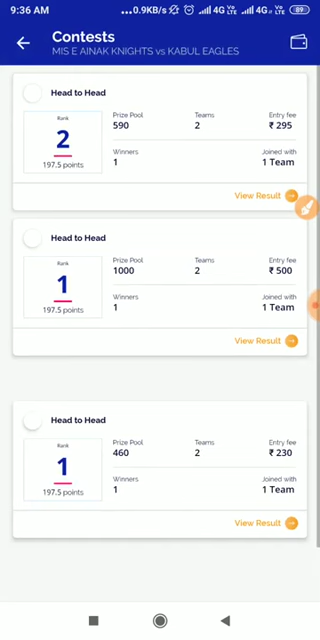 9:36 AM ...0.9KB/s 4G Vo LTE 4G Vo LTE 89
Contests
MIS E AINAK KNIGHTS vs KABUL EAGLES
Head to Head
Rank
2
197.5 points
Prize Pool Teams Entry fee
590 2 ₹ 295
Winners Joined with
1 1 Team
View Result
Head to Head
Rank
1
197.5 points
Prize Pool Teams Entry fee
1000 2 ₹ 500
Winners Joined with
1 1 Team
View Result
Head to Head
Rank
1
197.5 points
Prize Pool Teams Entry fee
460 2 ₹ 230
Winners Joined with
1 1 Team
View Result